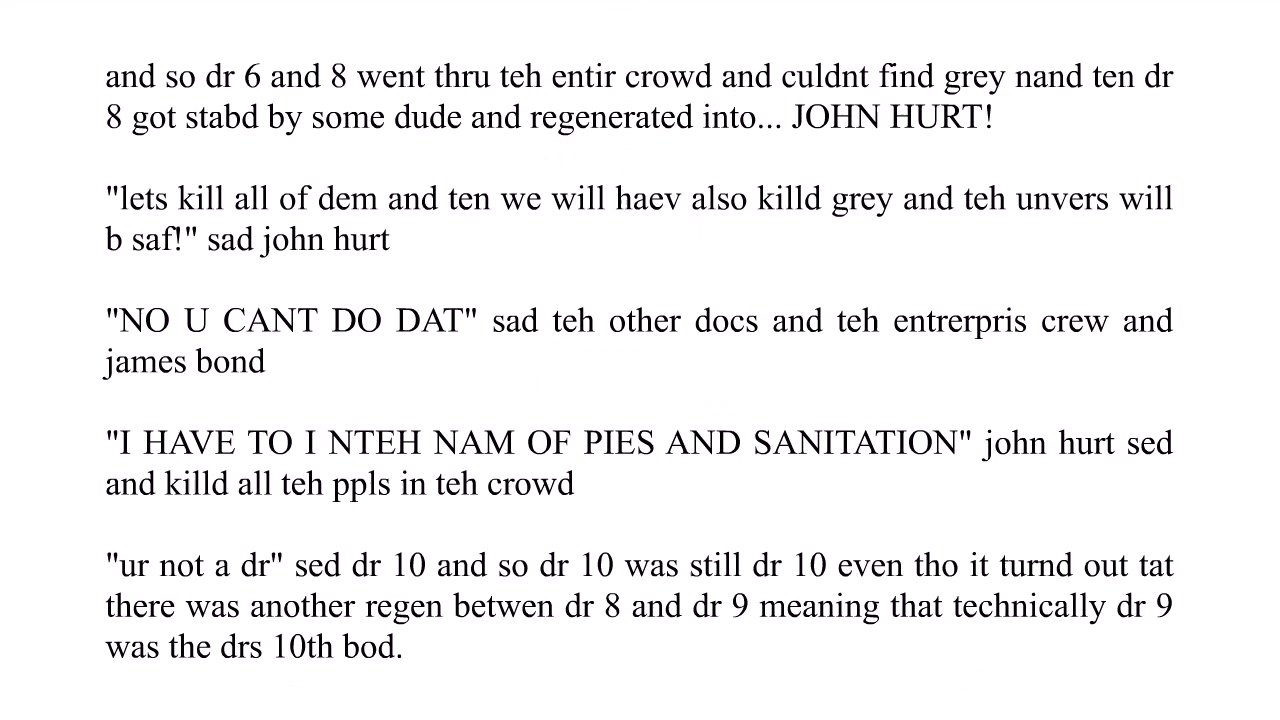 and so dr 6 and 8 went thru teh entir crowd and culdnt find grey nand ten dr
8 got stabd by some dude and regenerated into... JOHN HURT!
"lets kill all of dem and ten we will haev also killd grey and teh unvers will
b saf!" sad john hurt
"NO U CANT DO DAT" sad teh other docs and teh entrerpris crew and
james bond
"I HAVE TO I NTEH NAM OF PIES AND SANITATION" john hurt sed
and killd all teh ppls in teh crowd
"ur not a dr" sed dr 10 and so dr 10 was still dr 10 even tho it turnd out tat
there was another regen betwen dr 8 and dr 9 meaning that technically dr 9
was the drs 10th bod.